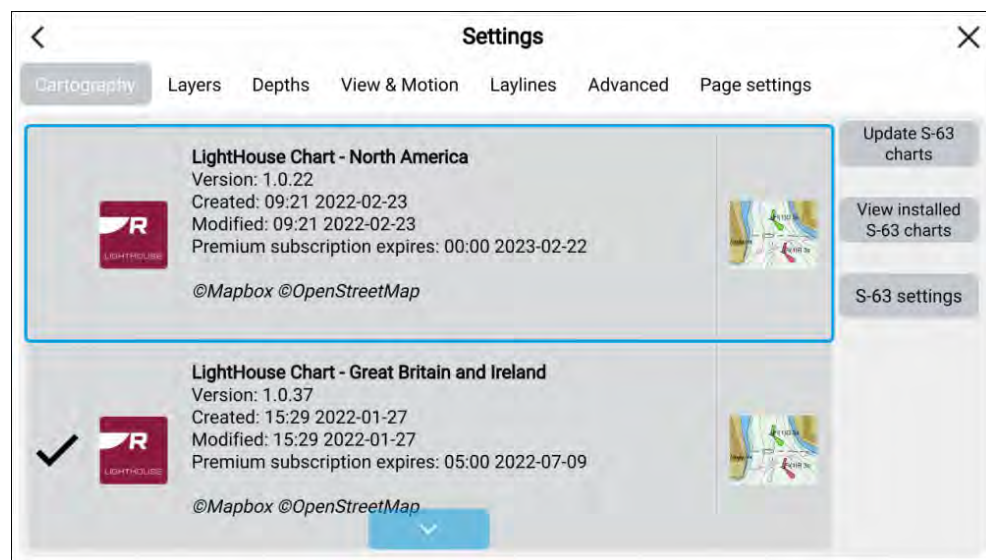 Settings
Cartography
Layers
Depths
View & Motion
Laylines
Advanced
Page settings
LightHouse Chart - North America
Version: 1.0.22
Created: 09:21 2022-02-23
Modified: 09:21 2022-02-23
Premium subscription expires: 00:00 2023-02-22
©Mapbox ©OpenStreetMap
R
LIGHTHOUSE
LightHouse Chart - Great Britain and Ireland
Version: 1.0.37
Created: 15:29 2022-01-27
Modified: 15:29 2022-01-27
Premium subscription expires: 05:00 2022-07-09
©Mapbox ©OpenStreetMap
R
LIGHTHOUSE
Update S-63
charts
View installed
S-63 charts
S-63 settings